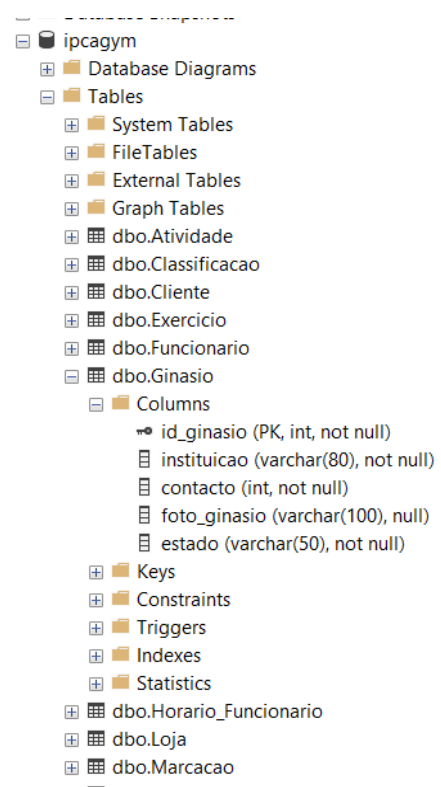 Database Snapshots
ipcagym
Database Diagrams
Tables
System Tables
FileTables
External Tables
Graph Tables
dbo.Atividade
dbo.Classificacao
dbo.Cliente
dbo.Exercicio
dbo.Funcionario
dbo.Ginasio
Columns
id_ginasio (PK, int, not null)
instituicao (varchar(80), not null)
contacto (int, not null)
foto_ginasio (varchar(100), null)
estado (varchar(50), not null)
Keys
Constraints
Triggers
Indexes
Statistics
dbo.Horario_Funcionario
dbo.Loja
dbo.Marcacao